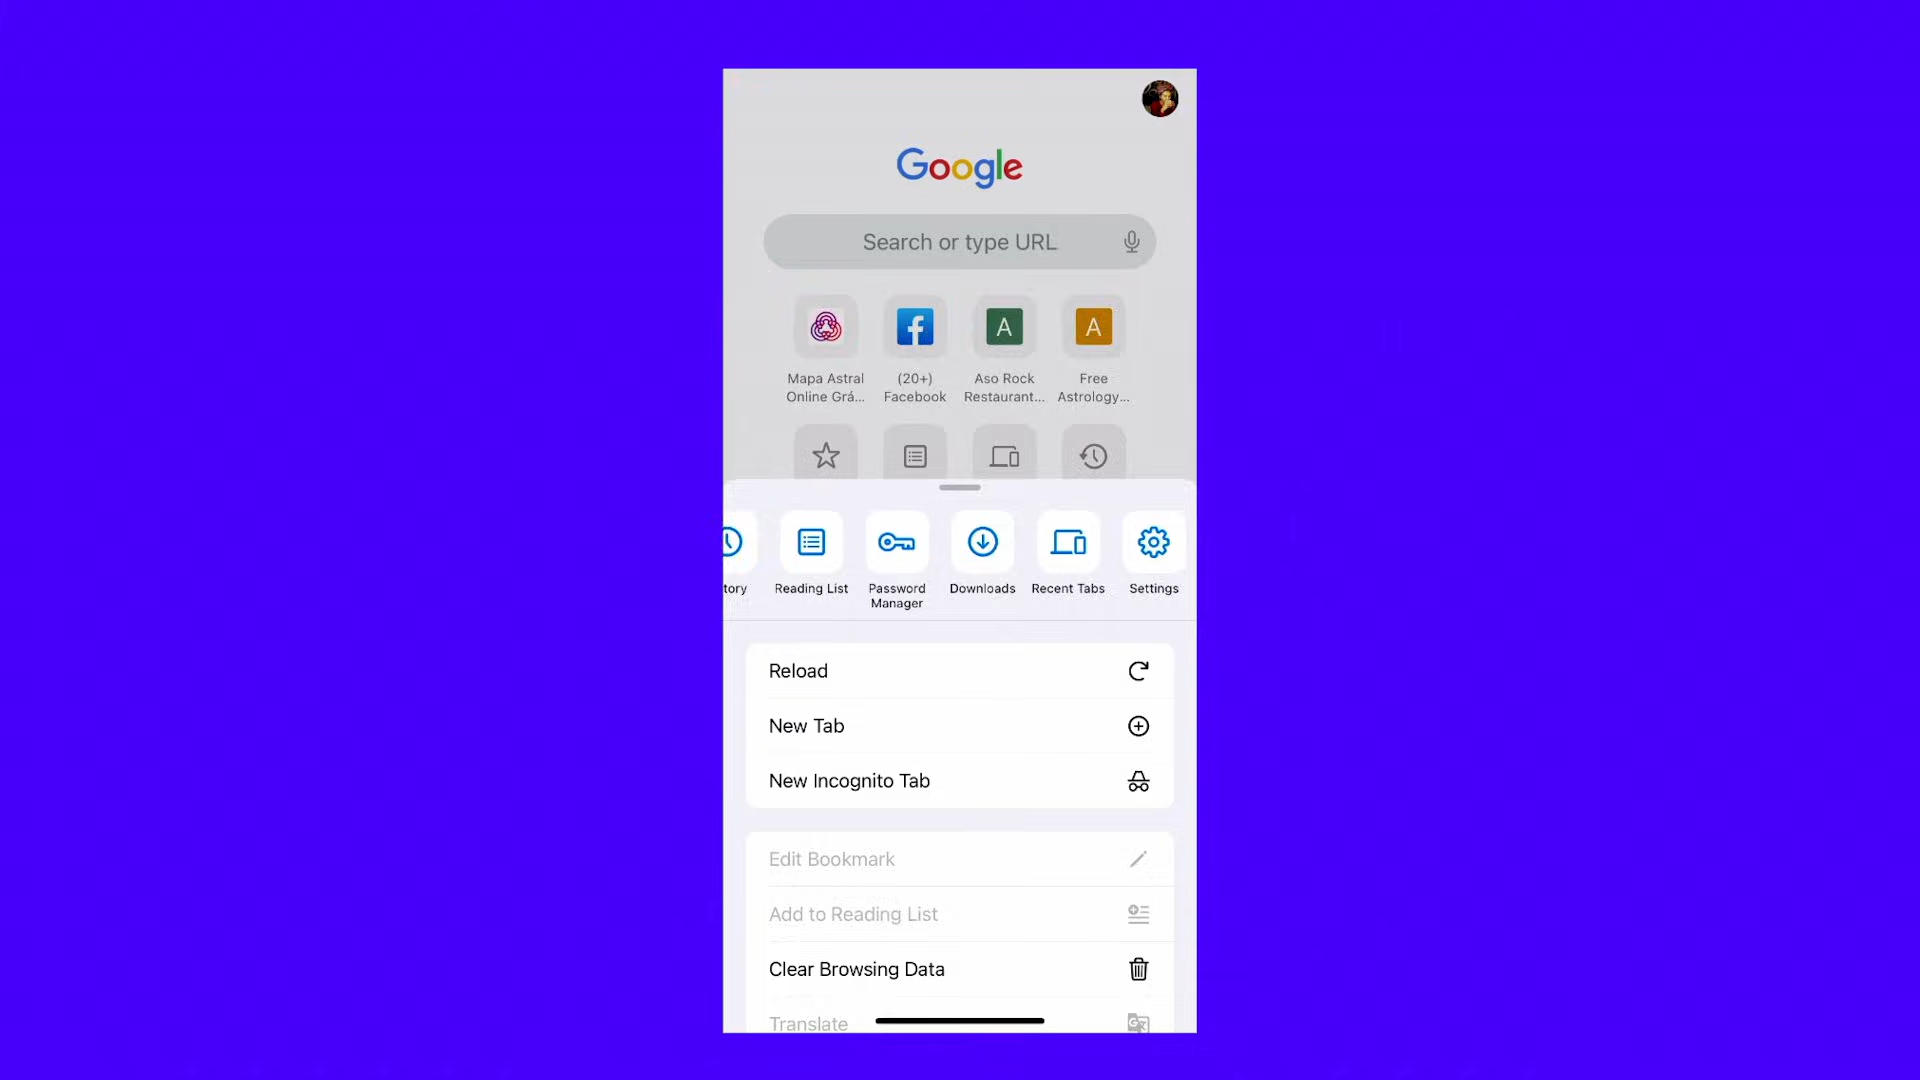 Google
Search or type URL
Mapa Astral
Online Grá...
(20+)
Facebook
A
Aso Rock
Restaurant...
A
Free
Astrology...
tory
Reading List
Password
Manager
Downloads
Recent Tabs
Settings
Reload
New Tab
New Incognito Tab
Edit Bookmark
Add to Reading List
Clear Browsing Data
Translate